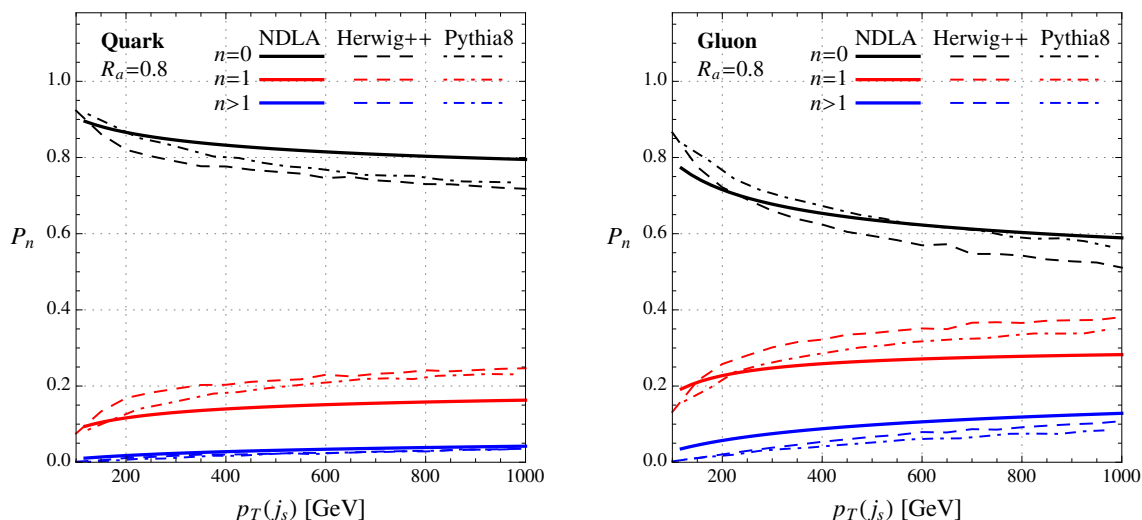 Quark NDLA Herwig++ Pythia8
R_a=0.8
n=0
n=1
n>1
1.0
0.8
0.6
0.4
0.2
0.0
P_n
200 400 600 800 1000
p_T(j_s) [GeV]
Gluon NDLA Herwig++ Pythia8
R_a=0.8
n=0
n=1
n>1
1.0
0.8
0.6
0.4
0.2
0.0
P_n
200 400 600 800 1000
p_T(j_s) [GeV]